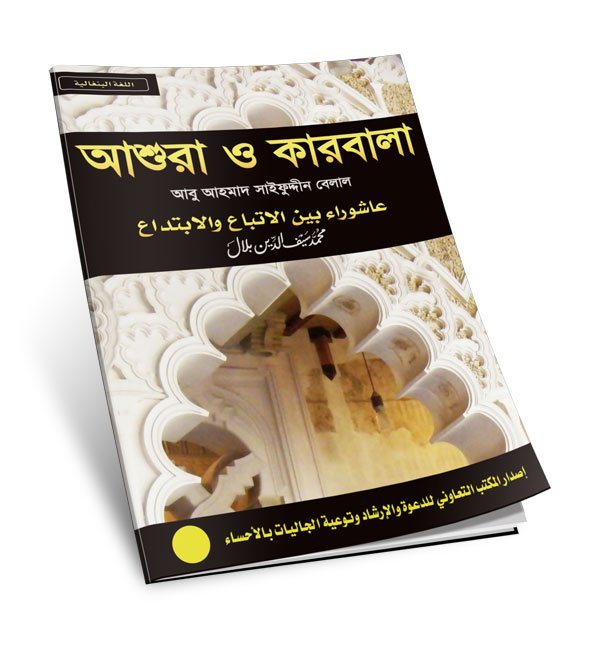 اللغة البنغالية
আশুরা ও কারবালা
আবু আহমাদ সাইফুদ্দীন বেলাল
عاشوراء بين الاتباع والابتداع
محمد سيف الدين بلال
إصدار المكتب التعاوني للدعوة والإرشاد وتوعية الجاليات بالأحساء